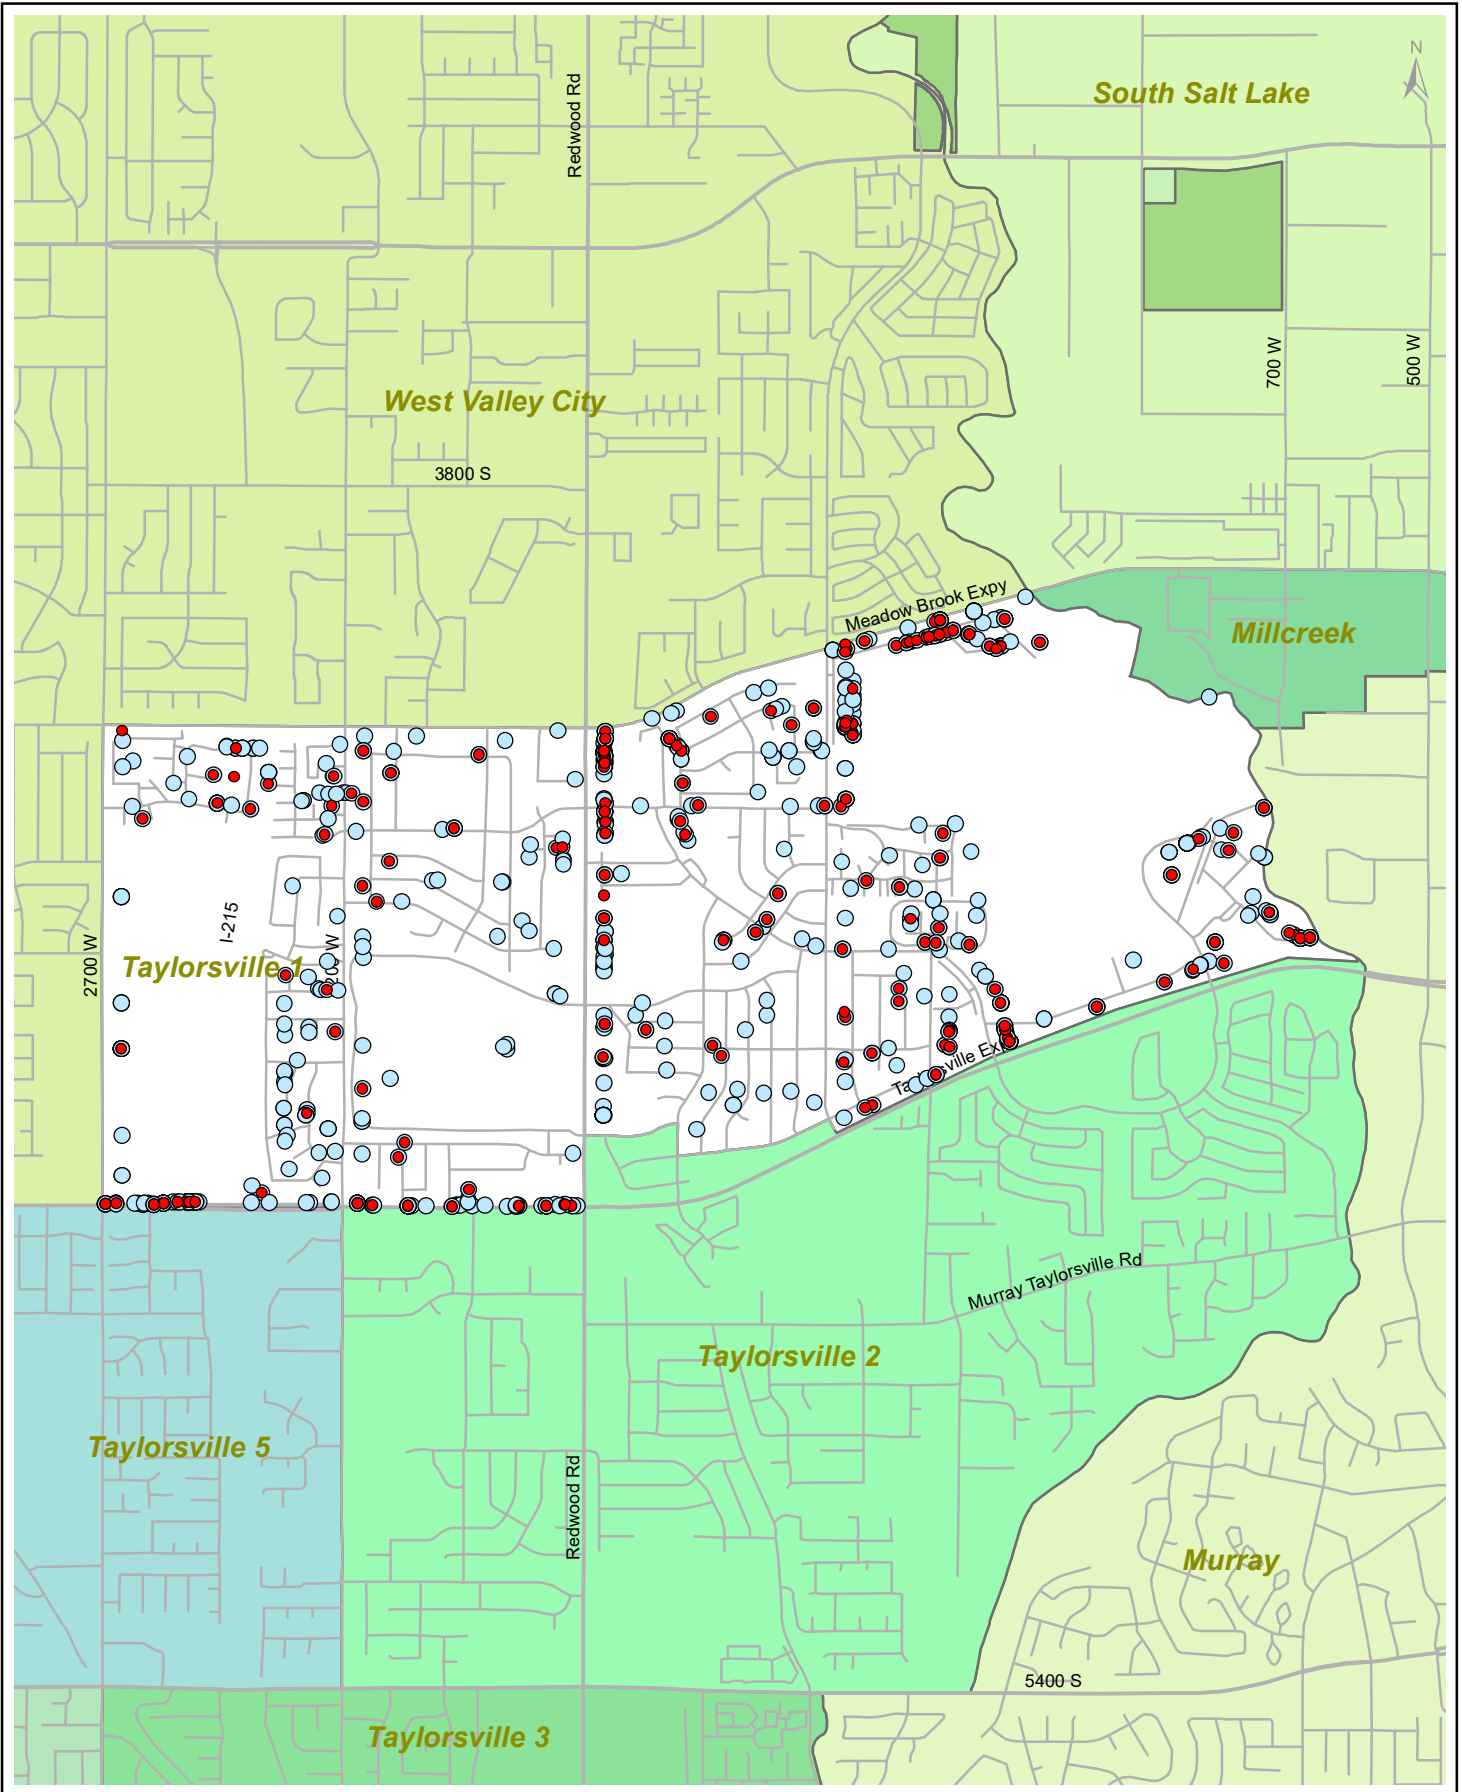 N
South Salt Lake
Redwood Rd
700 W
500 W
West Valley City
3800 S
Meadow Brook Expy
Millcreek
I-215
2700 W
Taylorsville 1
Murray Taylorsville Rd
Taylorsville 2
Taylorsville 5
Redwood Rd
Murray
5400 S
Taylorsville 3